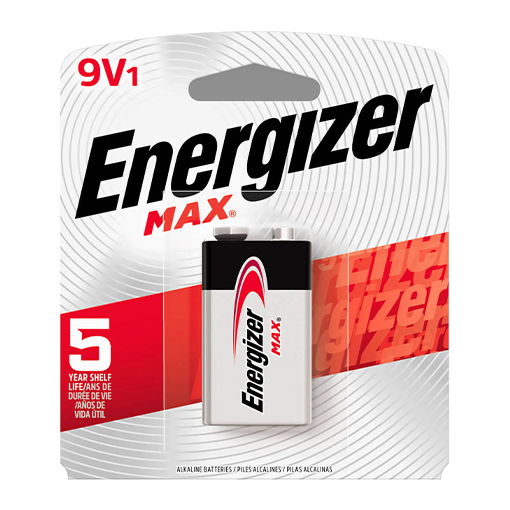 9V1
Energizer
MAX®
Energizer
MAX®
5
YEAR SHELF
LIFE/ANS DE
DURÉE DE VIE
/AÑOS DE
VIDA ÚTIL
Energizer
ALKALINE BATTERIES / PILES ALCALINES / PILAS ALCALINAS